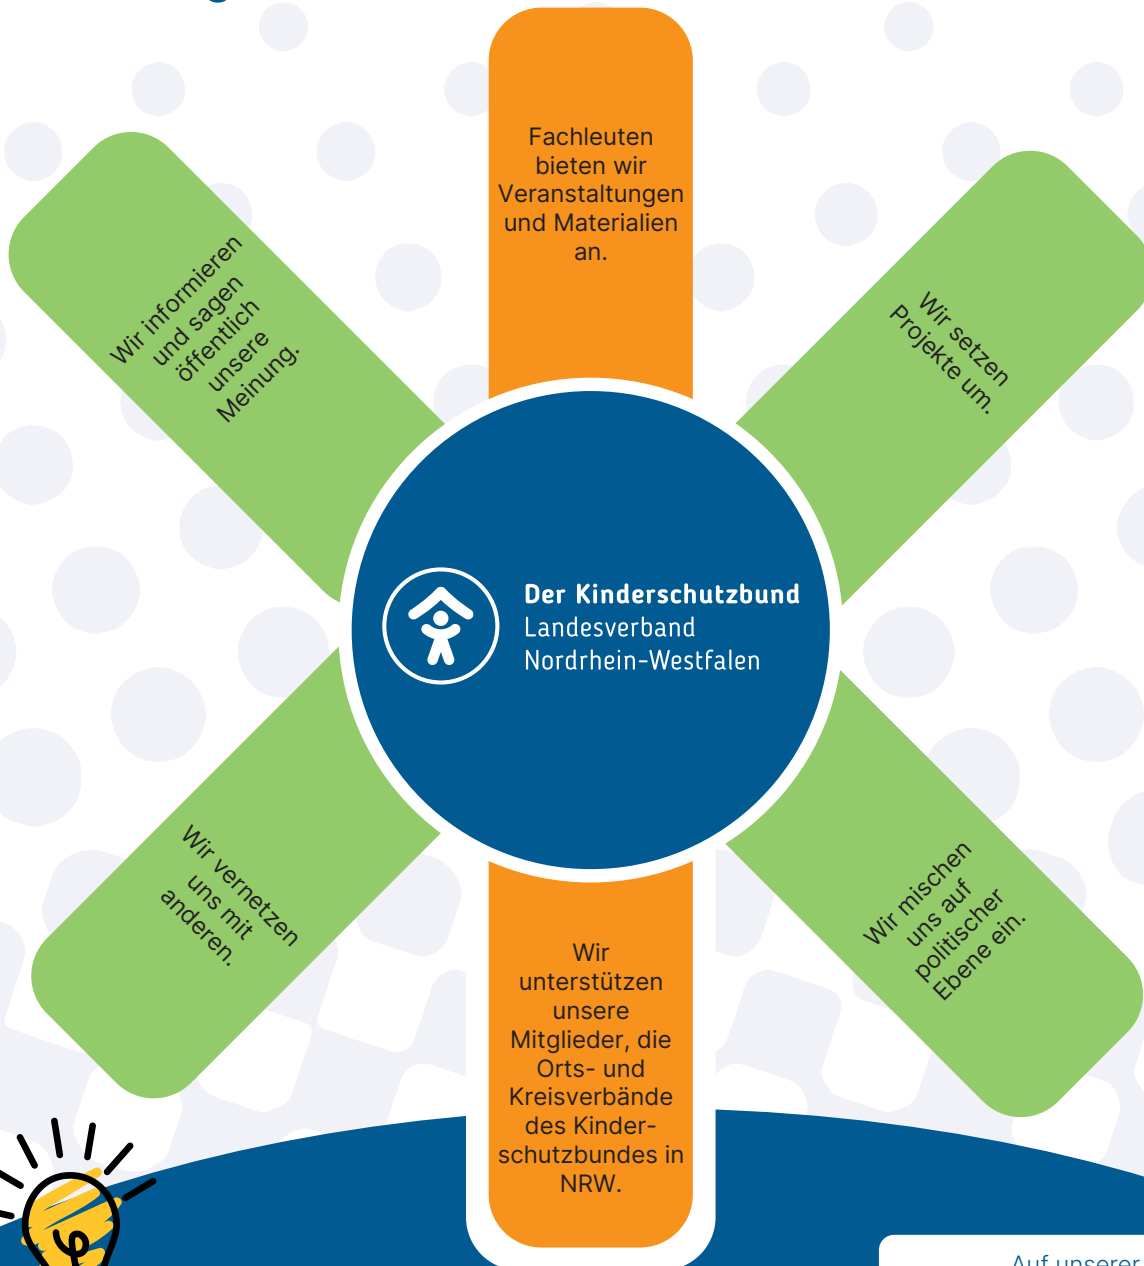 Fachleuten
bieten wir
Veranstaltungen
und Materialien
an.
Wir informieren
und sagen
öffentlich
unsere
Meinung.
Wir setzen
Projekte um.
Der Kinderschutzbund
Landesverband
Nordrhein-Westfalen
Wir vernetzen
uns mit
anderen.
Wir mischen
uns auf
politischer
Ebene ein.
Wir
unterstützen
unsere
Mitglieder, die
Orts- und
Kreisverbände
des Kinder-
schutzbundes in
NRW.
Auf unserer